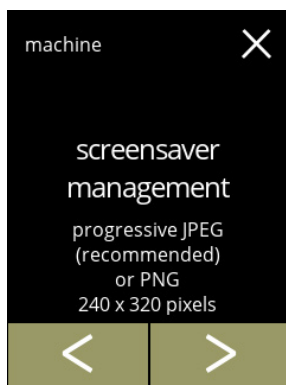 machine
screensaver
management
progressive JPEG
(recommended)
or PNG
240 x 320 pixels